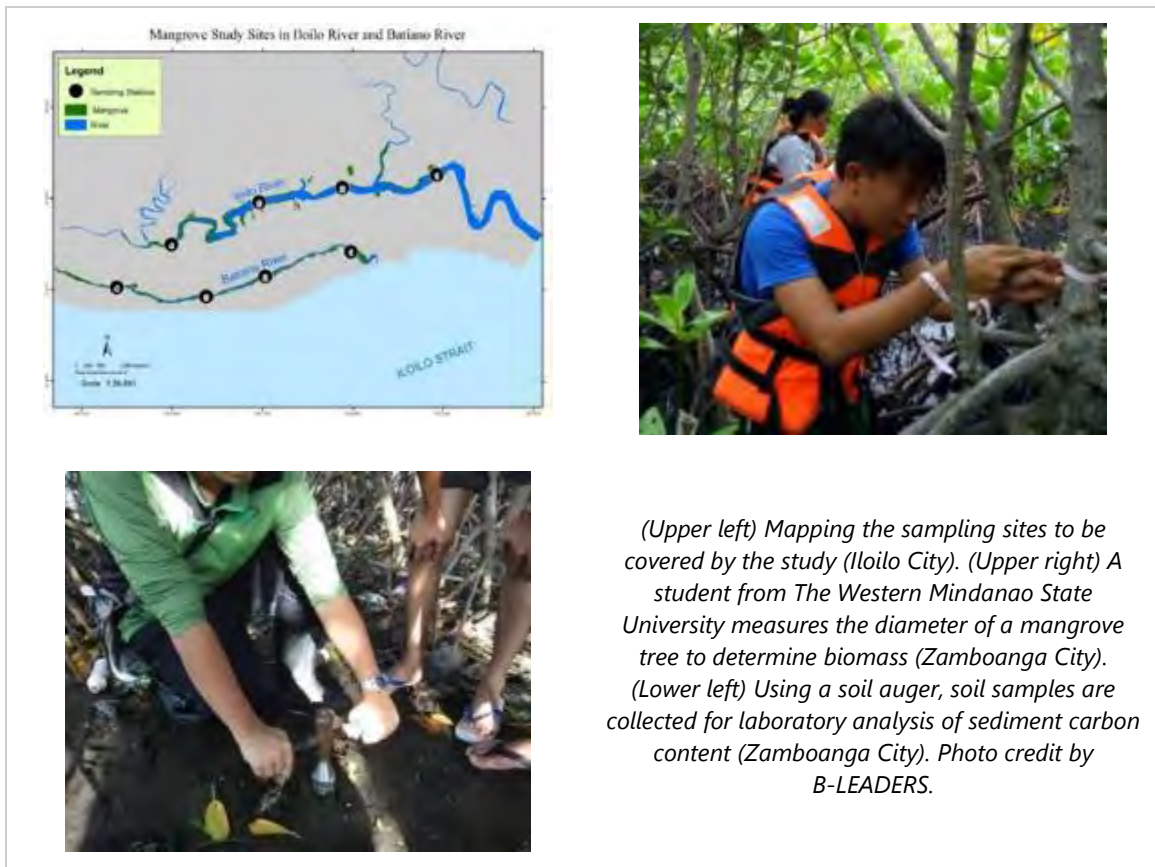 Mangrove Study Sites in Iloilo River and Batiano River
Legend
Sampling Stations
Mangrove
River
Iloilo River
Batiano River
ILOILO STRAIT
(Upper left) Mapping the sampling sites to be
covered by the study (Iloilo City). (Upper right) A
student from The Western Mindanao State
University measures the diameter of a mangrove
tree to determine biomass (Zamboanga City).
(Lower left) Using a soil auger, soil samples are
collected for laboratory analysis of sediment carbon
content (Zamboanga City). Photo credit by
B-LEADERS.